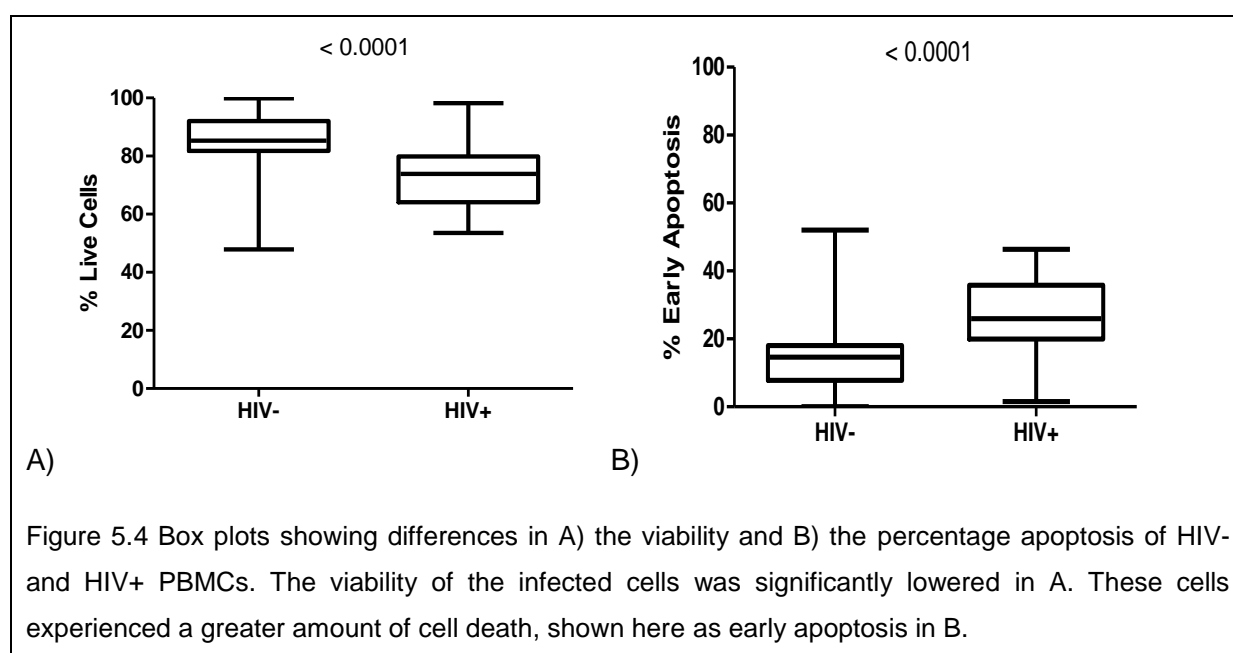 < 0.0001
100
80
60
40
20
0
% Live Cells
HIV-
HIV+
A)
< 0.0001
100
80
60
40
20
0
% Early Apoptosis
HIV-
HIV+
B)
Figure 5.4 Box plots showing differences in A) the viability and B) the percentage apoptosis of HIV-
and HIV+ PBMCs. The viability of the infected cells was significantly lowered in A. These cells
experienced a greater amount of cell death, shown here as early apoptosis in B.